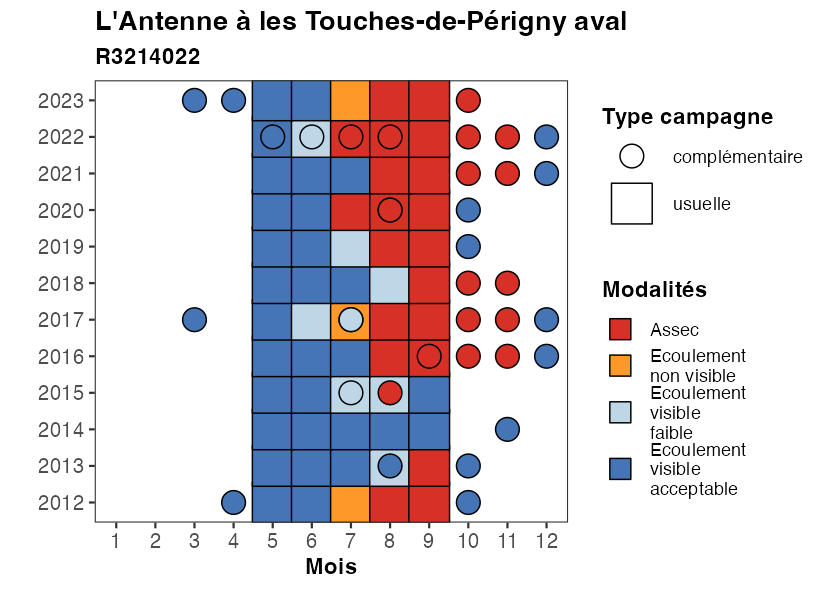 L'Antenne à les Touches-de-Périgny aval
R3214022
2023
2022
2021
2020
2019
2018
2017
2016
2015
2014
2013
2012
1 2 3 4 5 6 7 8 9 10 11 12
Mois
Type campagne
complémentaire
usuelle
Modalités
Assec
Ecoulement
non visible
Ecoulement
visible
faible
Ecoulement
visible
acceptable